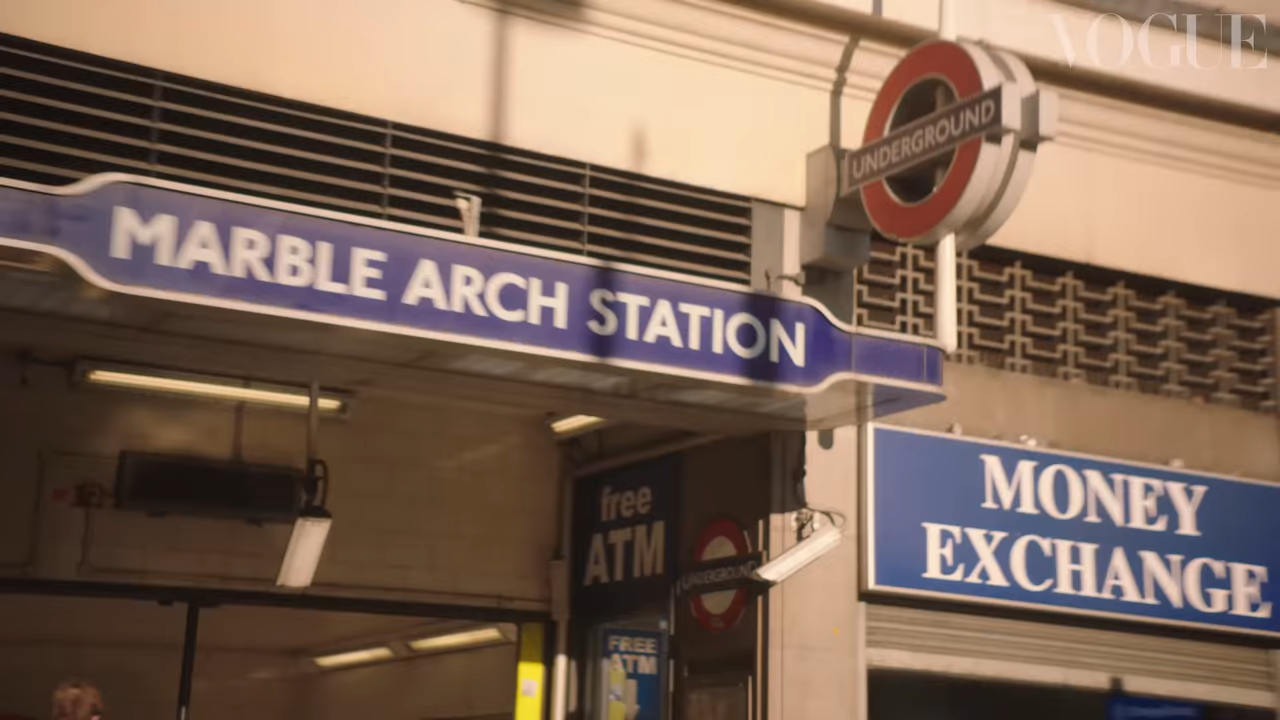 VOGUE
UNDERGROUND
MARBLE ARCH STATION
MONEY
EXCHANGE
free
ATM
UNDERGROUND
FREE
ATM